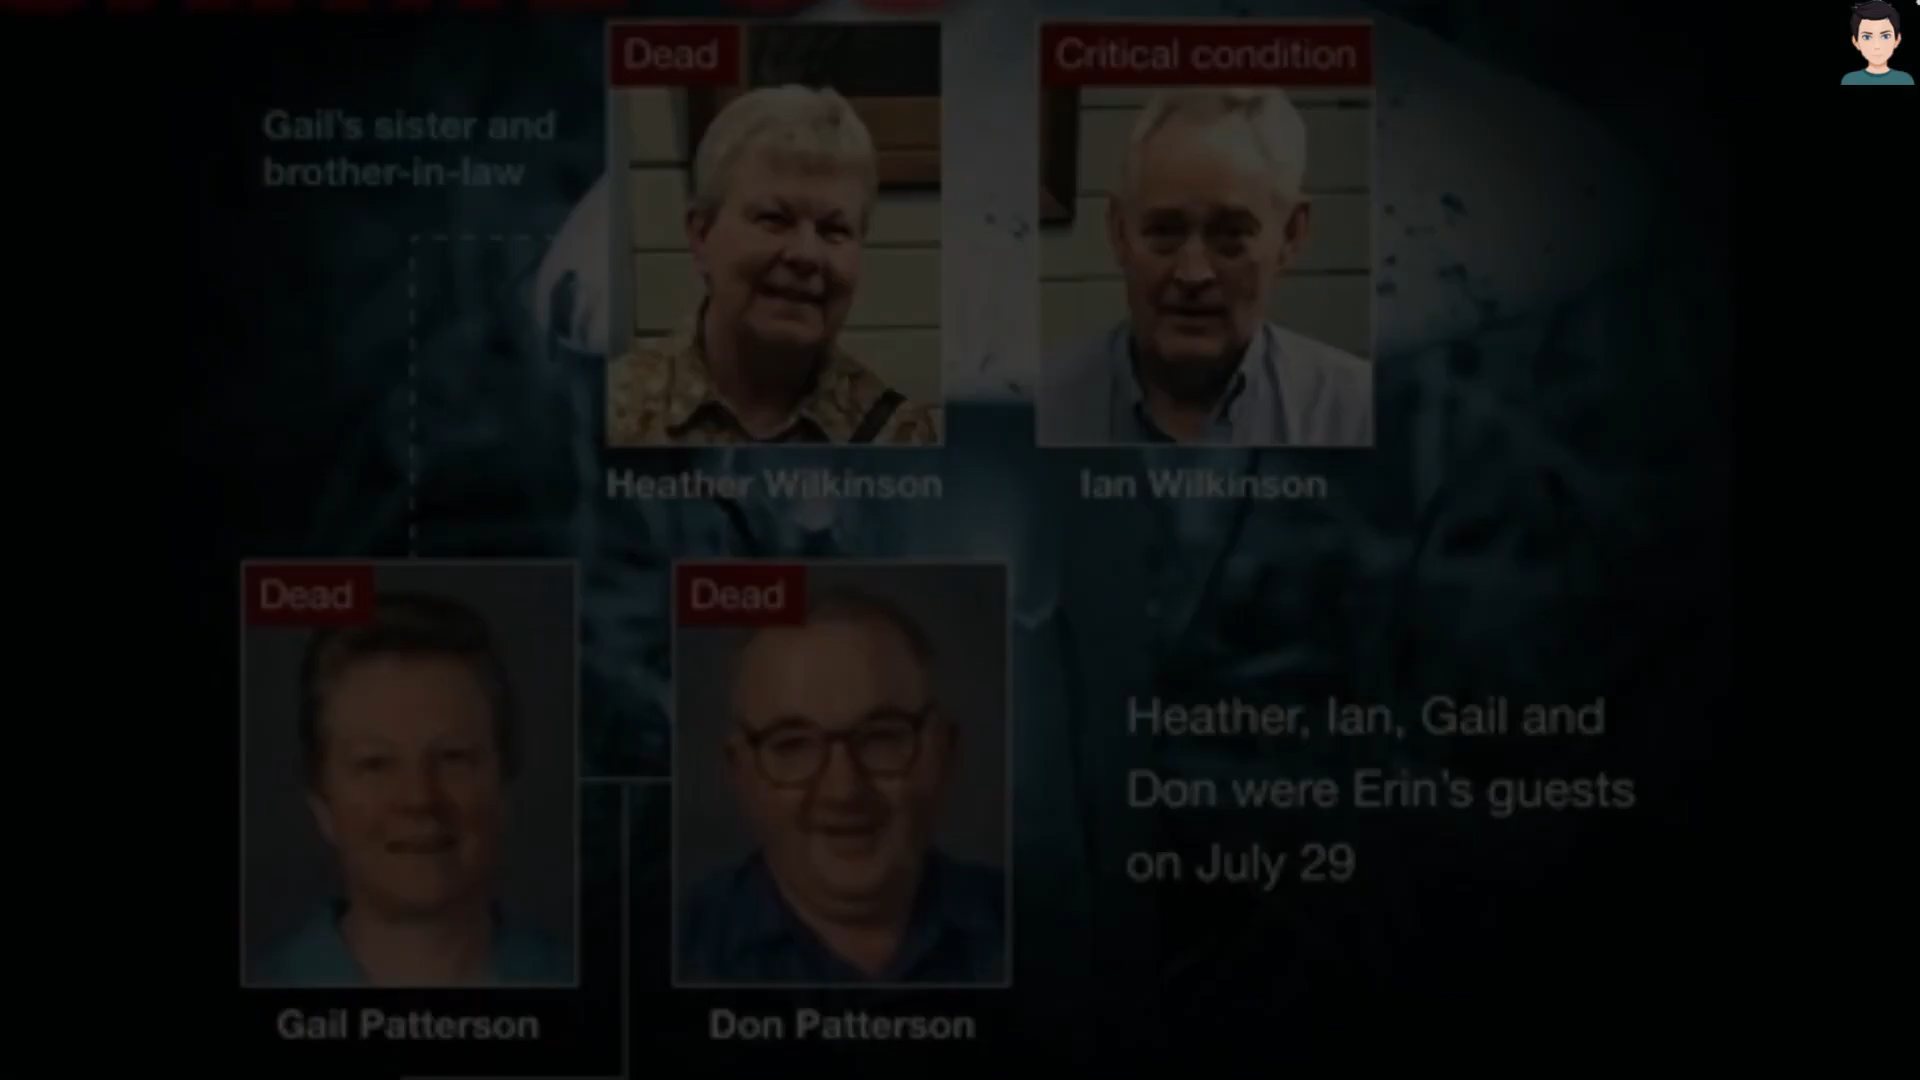 Dead
Critical condition
Gail's sister and
brother-in-law
Heather Wilkinson
Ian Wilkinson
Dead
Dead
Heather, Ian, Gail and
Don were Erin's guests
on July 29
Gail Patterson
Don Patterson